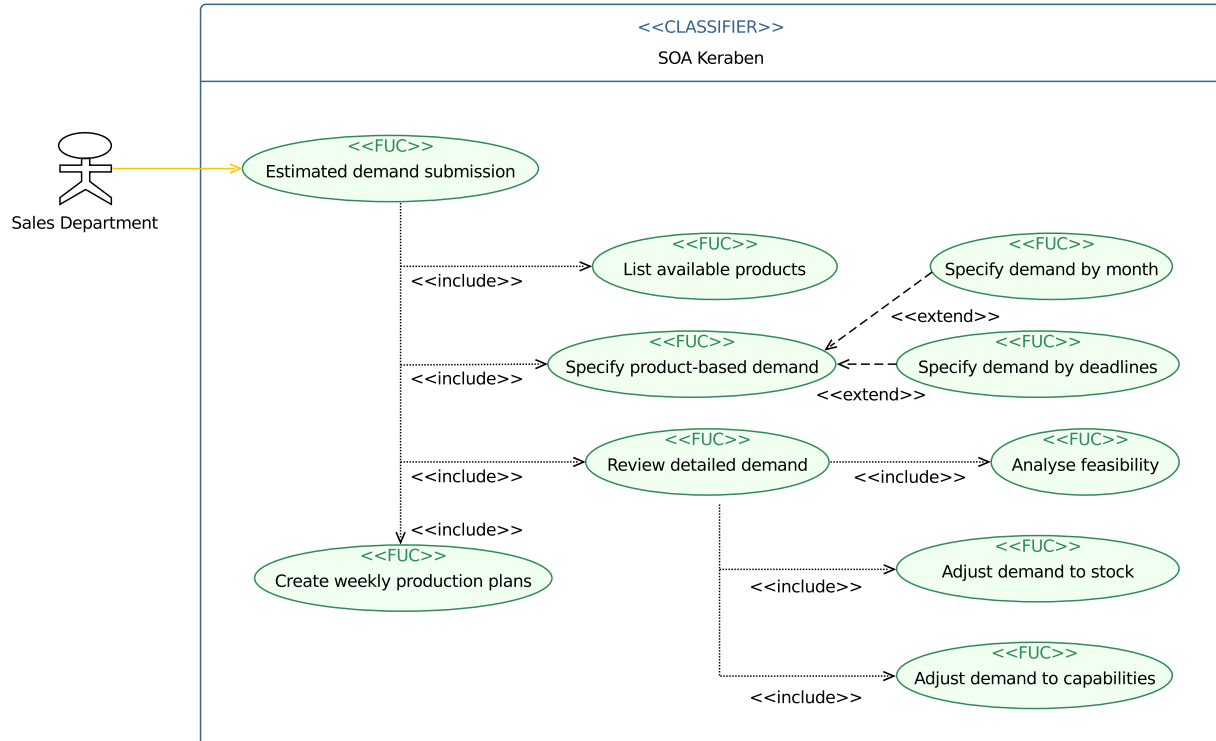 <<CLASSIFIER>>
SOA Keraben
<<FUC>>
Estimated demand submission
Sales Department
<<FUC>>
List available products
<<include>>
<<FUC>>
Specify demand by month
<<extend>>
<<FUC>>
Specify product-based demand
<<include>>
<<FUC>>
Specify demand by deadlines
<<extend>>
<<FUC>>
Review detailed demand
<<include>>
<<FUC>>
Analyse feasibility
<<include>>
<<include>>
<<FUC>>
Create weekly production plans
<<FUC>>
Adjust demand to stock
<<include>>
<<FUC>>
Adjust demand to capabilities
<<include>>